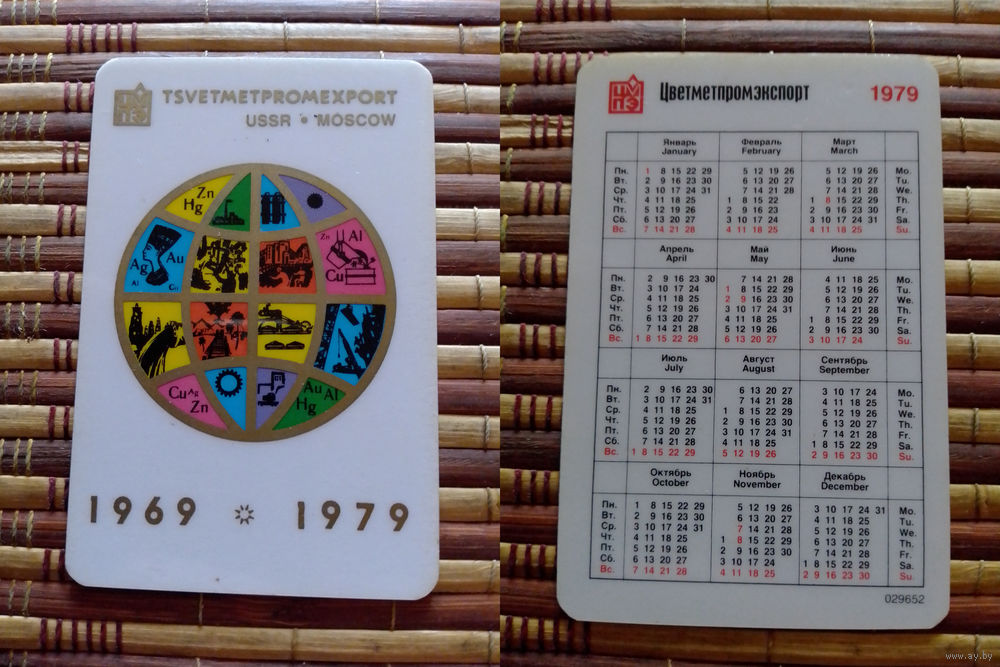 TSVETMETPROMEXPORT
USSR • MOSCOW
Zn
Hg
Ag Au
Al Cu
Zn Al
Cu
Cu Ag
Zn
Au Al
Hg
1969 1979
ЦМ
ПЭ
Цветметпромэкспорт 1979
Январь Февраль Март
January February March
Пн. 1 8 15 22 29 5 12 19 26 5 12 19 26 Mo.
Вт. 2 9 16 23 30 6 13 20 27 6 13 20 27 Tu.
Ср. 3 10 17 24 31 7 14 21 28 7 14 21 28 We.
Чт. 4 11 18 25 1 8 15 22 1 8 15 22 29 Th.
Пт. 5 12 19 26 2 9 16 23 2 9 16 23 30 Fr.
Сб. 6 13 20 27 3 10 17 24 3 10 17 24 31 Sa.
Вс. 7 14 21 28 4 11 18 25 4 11 18 25 Su.
Апрель Май Июнь
April May June
Пн. 2 9 16 23 30 7 14 21 28 4 11 18 25 Mo.
Вт. 3 10 17 24 1 8 15 22 29 5 12 19 26 Tu.
Ср. 4 11 18 25 2 9 16 23 30 6 13 20 27 We.
Чт. 5 12 19 26 3 10 17 24 31 7 14 21 28 Th.
Пт. 6 13 20 27 4 11 18 25 1 8 15 22 29 Fr.
Сб. 7 14 21 28 5 12 19 26 2 9 16 23 30 Sa.
Вс. 1 8 15 22 29 6 13 20 27 3 10 17 24 Su.
Июль Август Сентябрь
July August September
Пн. 2 9 16 23 30 6 13 20 27 3 10 17 24 Mo.
Вт. 3 10 17 24 31 7 14 21 28 4 11 18 25 Tu.
Ср. 4 11 18 25 1 8 15 22 29 5 12 19 26 We.
Чт. 5 12 19 26 2 9 16 23 30 6 13 20 27 Th.
Пт. 6 13 20 27 3 10 17 24 31 7 14 21 28 Fr.
Сб. 7 14 21 28 4 11 18 25 1 8 15 22 29 Sa.
Вс. 1 8 15 22 29 5 12 19 26 2 9 16 23 30 Su.
Октябрь Ноябрь Декабрь
October November December
Пн. 1 8 15 22 29 5 12 19 26 3 10 17 24 31 Mo.
Вт. 2 9 16 23 30 6 13 20 27 4 11 18 25 Tu.
Ср. 3 10 17 24 31 7 14 21 28 5 12 19 26 We.
Чт. 4 11 18 25 1 8 15 22 29 6 13 20 27 Th.
Пт. 5 12 19 26 2 9 16 23 30 7 14 21 28 Fr.
Сб. 6 13 20 27 3 10 17 24 1 8 15 22 29 Sa.
Вс. 7 14 21 28 4 11 18 25 2 9 16 23 30 Su.
029652
www.ay.by